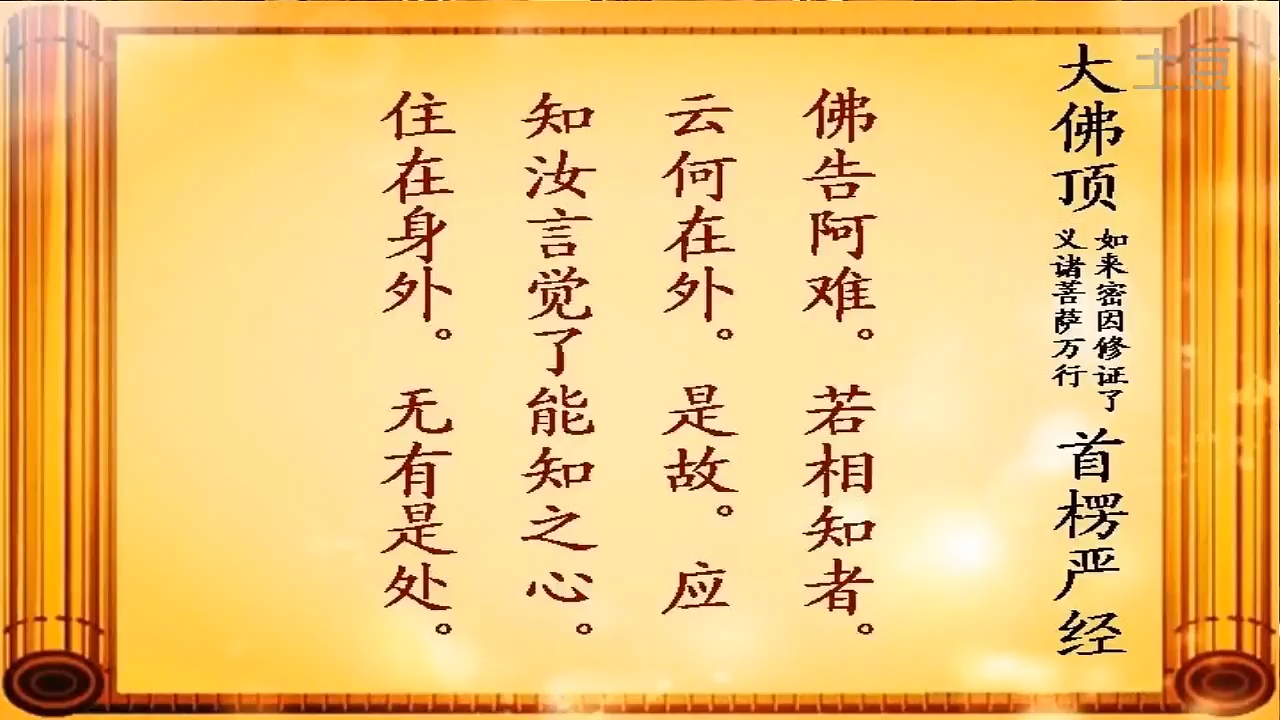 大佛顶
如来密因修证了
义诸菩萨万行
首楞严经
佛告阿难。若相知者。
云何在外。是故。应
知汝言觉了能知之心。
住在身外。无有是处。
土豆